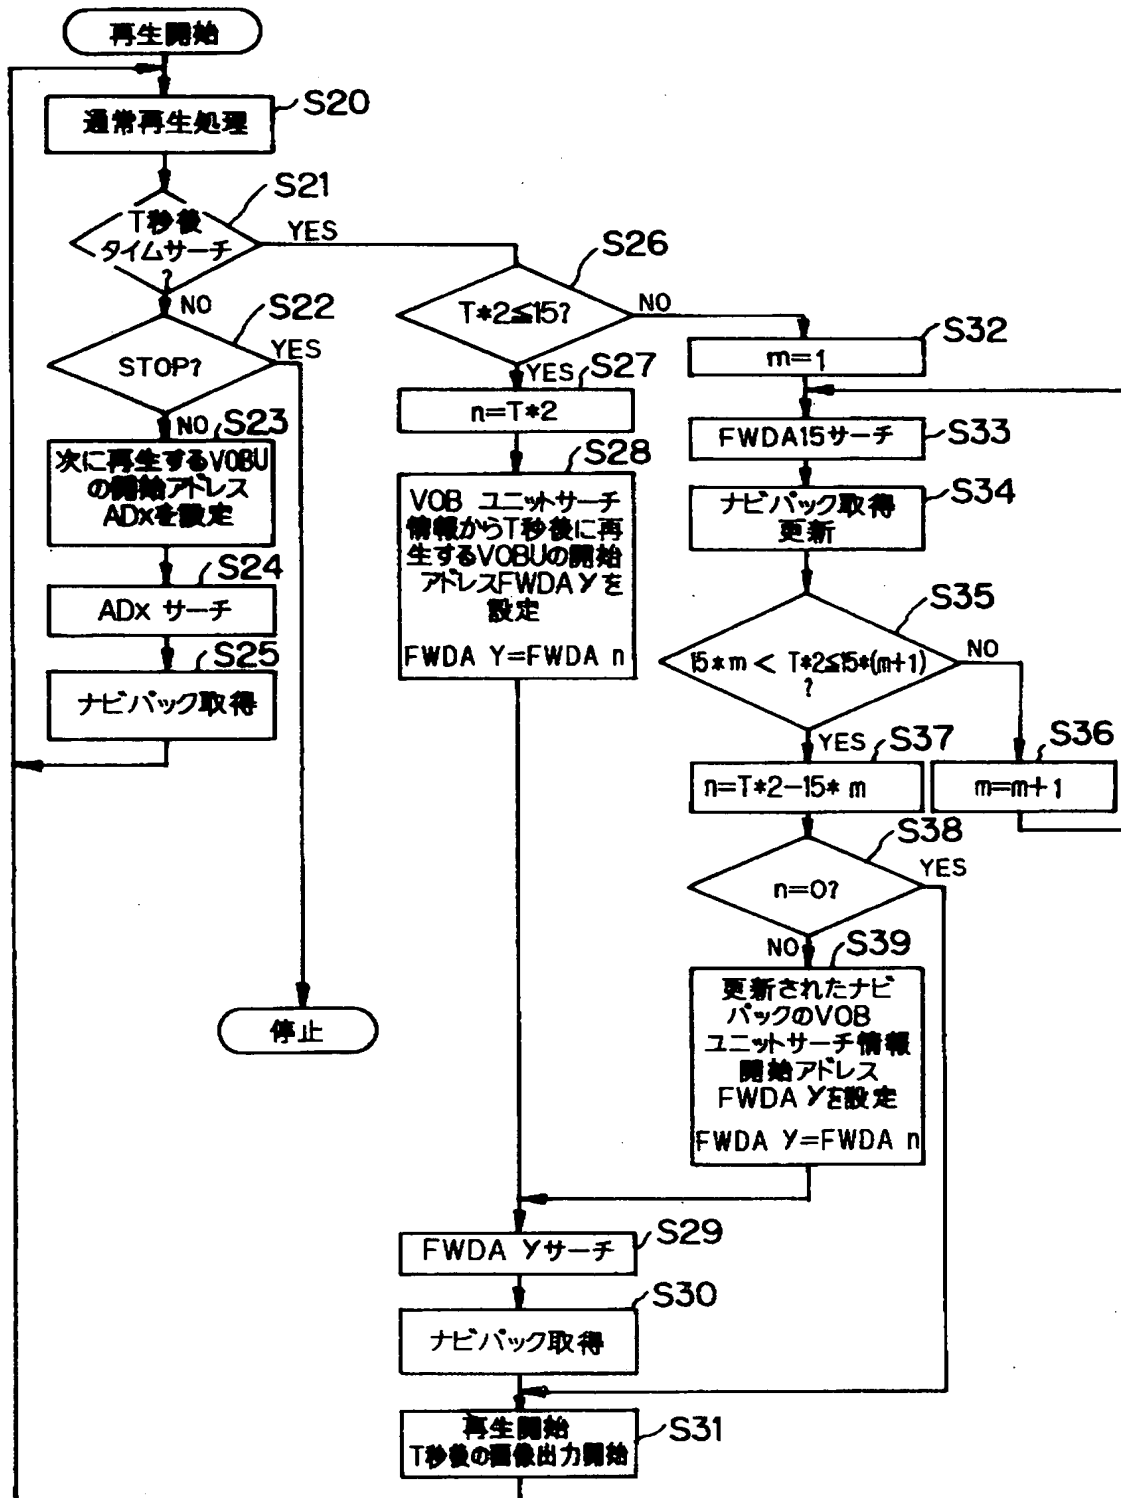 再生開始
通常再生処理
S20
T秒後
タイムサーチ
?
S21
YES
NO
STOP?
S22
YES
NO
S23
次に再生するVOBU
の開始アドレス
ADxを設定
S24
ADx サーチ
S25
ナビパック取得
停止
S26
T*2≦15?
NO
YES
S27
n=T*2
S28
VOB ユニットサーチ
情報からT秒後に再
生するVOBUの開始
アドレスFWDA Yを
設定
FWDA Y=FWDA n
S32
m=1
FWDA15サーチ
S33
S34
ナビパック取得
更新
S35
15*m < T*2≦15*(m+1)
?
NO
YES
S37
n=T*2-15* m
S36
m=m+1
S38
n=0?
YES
NO
S39
更新されたナビ
パックのVOB
ユニットサーチ情報
開始アドレス
FWDA Yを設定
FWDA Y=FWDA n
FWDA Yサーチ
S29
S30
ナビパック取得
再生開始
T秒後の画像出力開始
S31